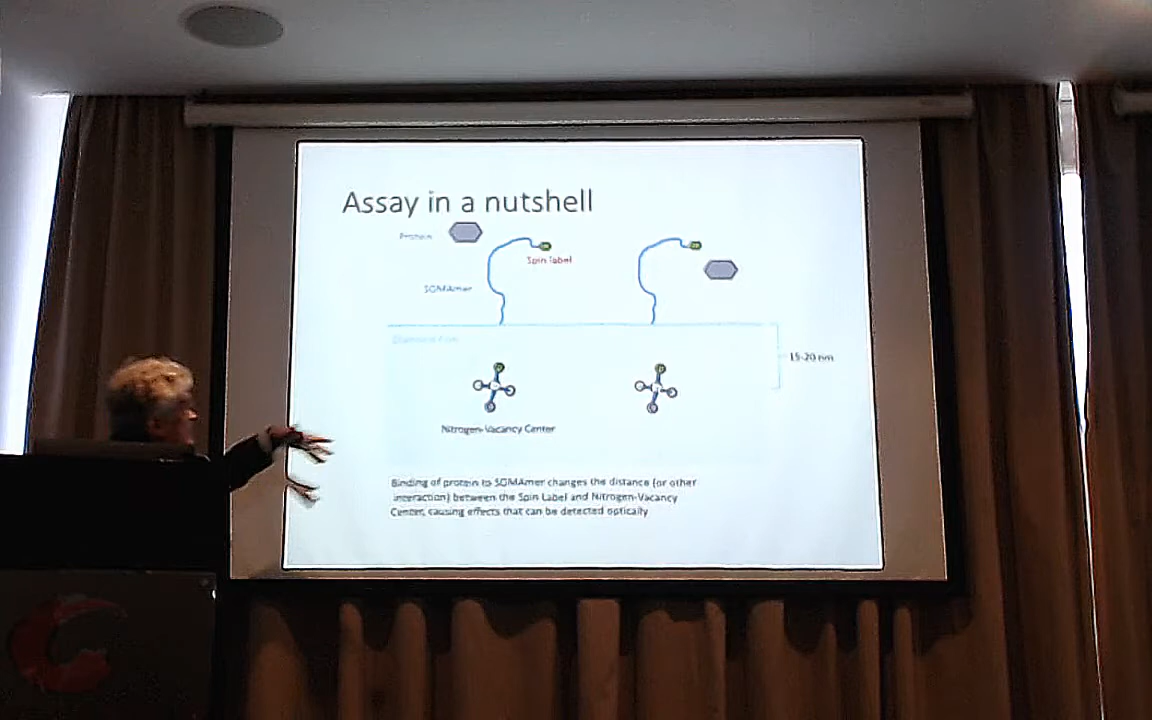 Assay in a nutshell
Protein
Spin label
SOMAmer
Diamond Film
15-20 nm
Nitrogen-Vacancy Center
Binding of protein to SOMAmer changes the distance (or other
interaction) between the Spin Label and Nitrogen-Vacancy
Center, causing effects that can be detected optically